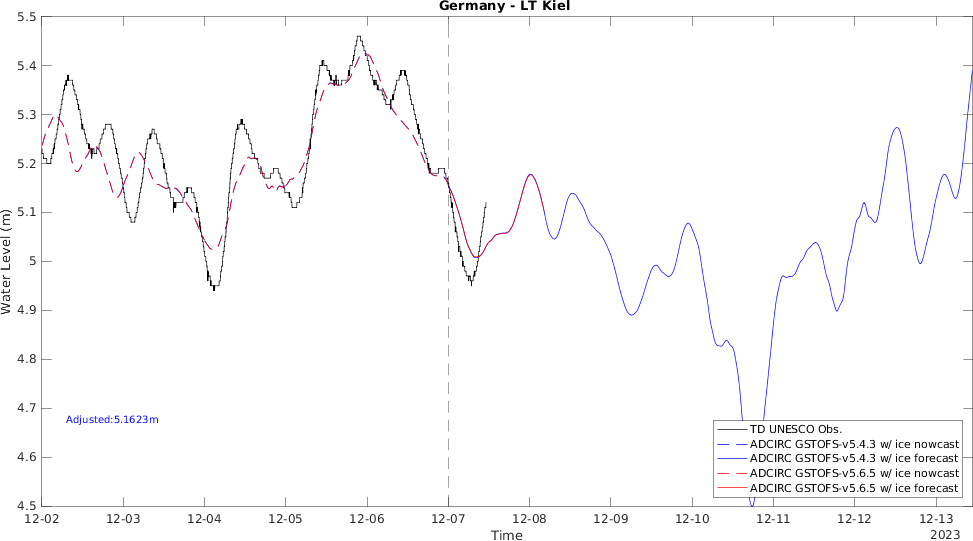 Germany - LT Kiel
5.5
5.4
5.3
5.2
5.1
5
4.9
4.8
4.7
4.6
4.5
Water Level (m)
Adjusted:5.1623m
TD UNESCO Obs.
ADCIRC GSTOFS-v5.4.3 w/ ice nowcast
ADCIRC GSTOFS-v5.4.3 w/ ice forecast
ADCIRC GSTOFS-v5.6.5 w/ ice nowcast
ADCIRC GSTOFS-v5.6.5 w/ ice forecast
12-02 12-03 12-04 12-05 12-06 12-07 12-08 12-09 12-10 12-11 12-12 12-13
Time
2023